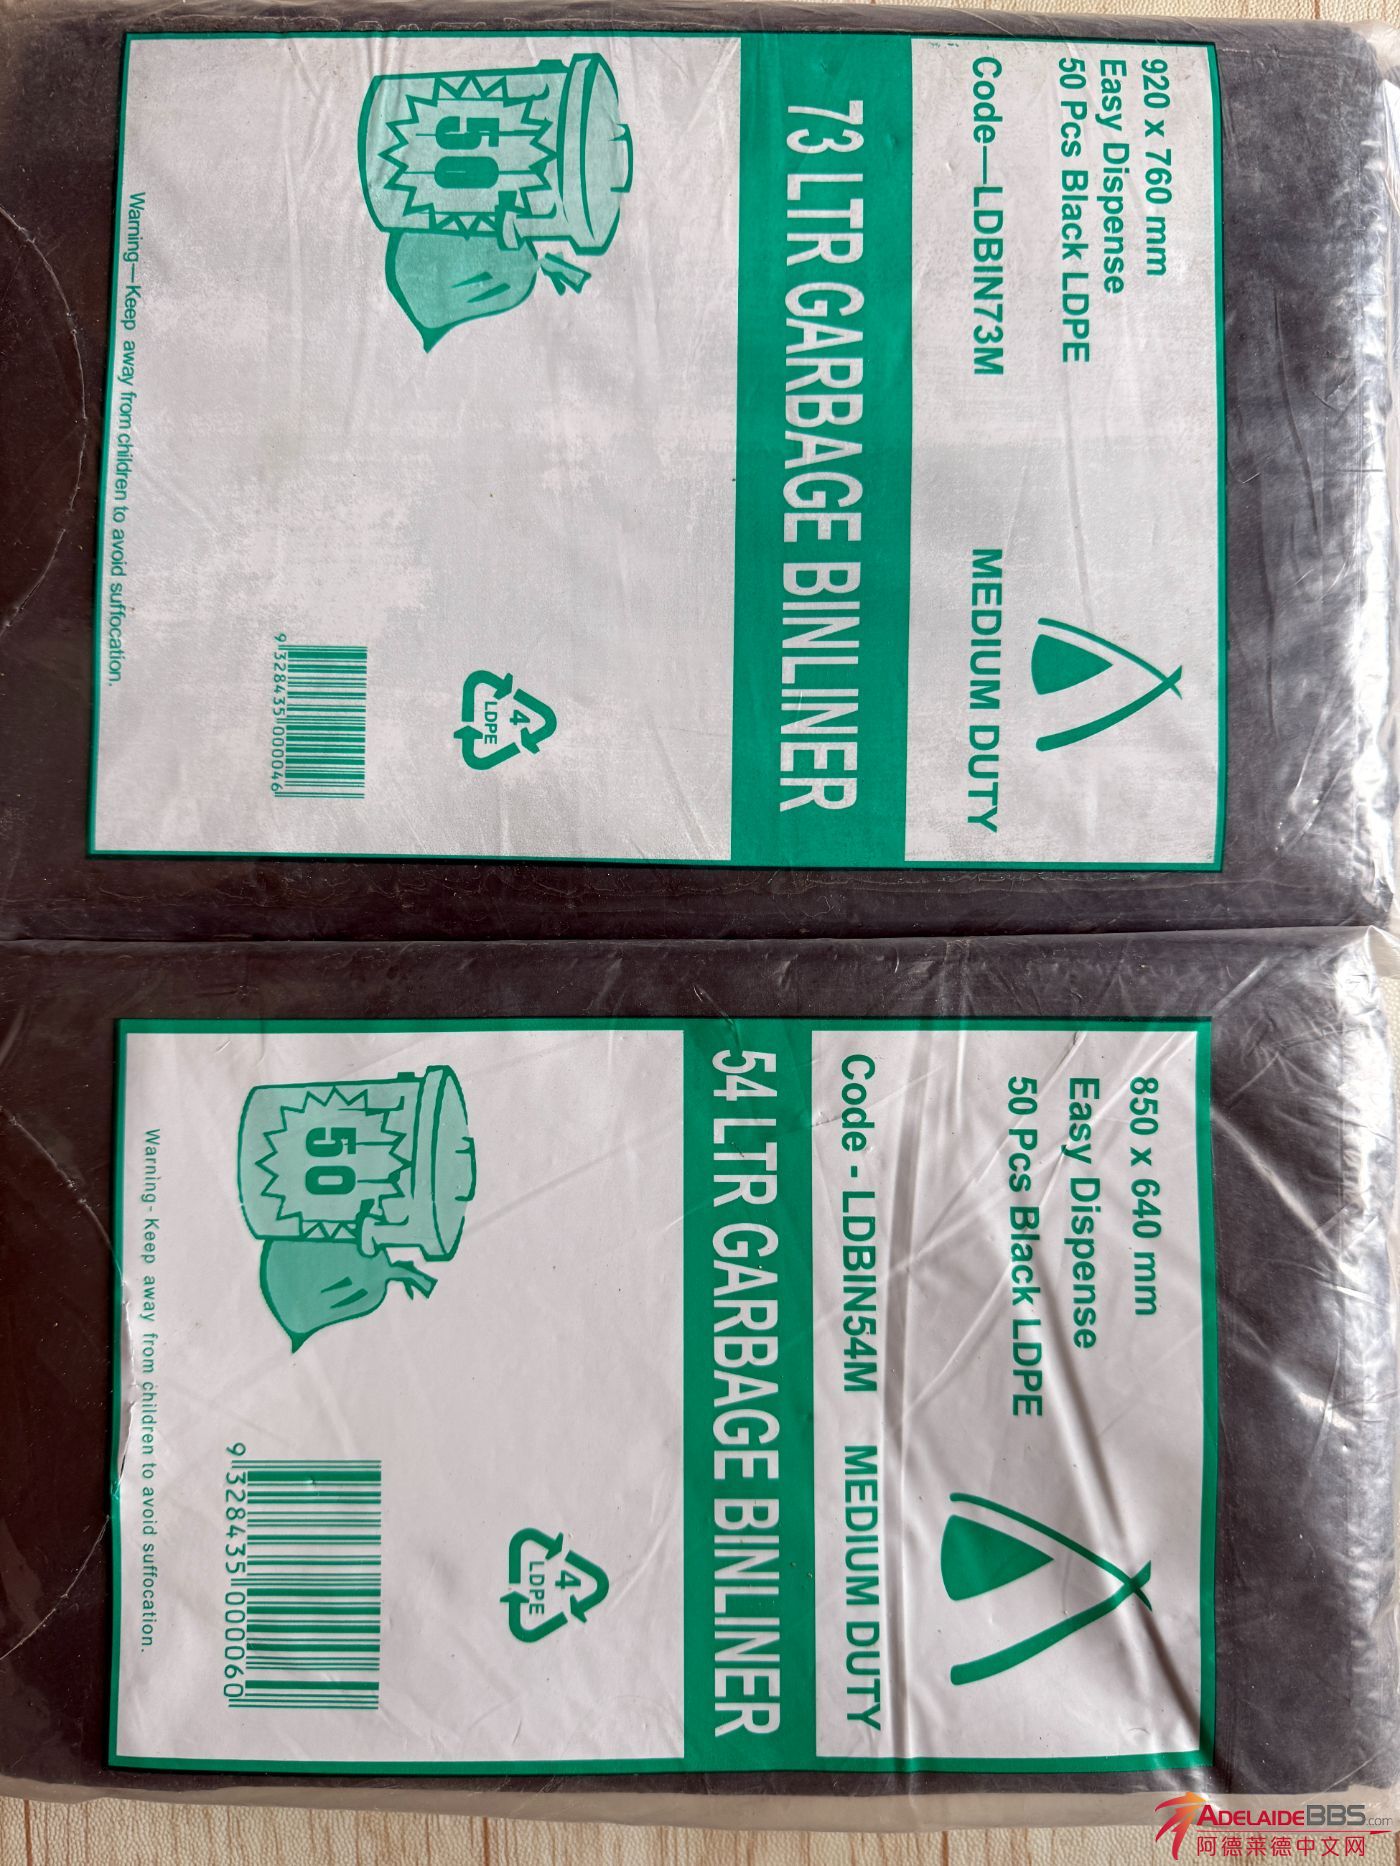 920 x 760 mm
Easy Dispense
50 Pcs Black LDPE
Code—LDBIN73M
MEDIUM DUTY
73 LTR GARBAGE BINLINER
50
4
LDPE
9 328435 000046
Warning—Keep away from children to avoid suffocation.
850 x 640 mm
Easy Dispense
50 Pcs Black LDPE
Code - LDBIN54M MEDIUM DUTY
54 LTR GARBAGE BINLINER
50
4
LDPE
9 328435 000060
Warning- Keep away from children to avoid suffocation.
ADELAIDEBBS.com
阿德莱德中文网